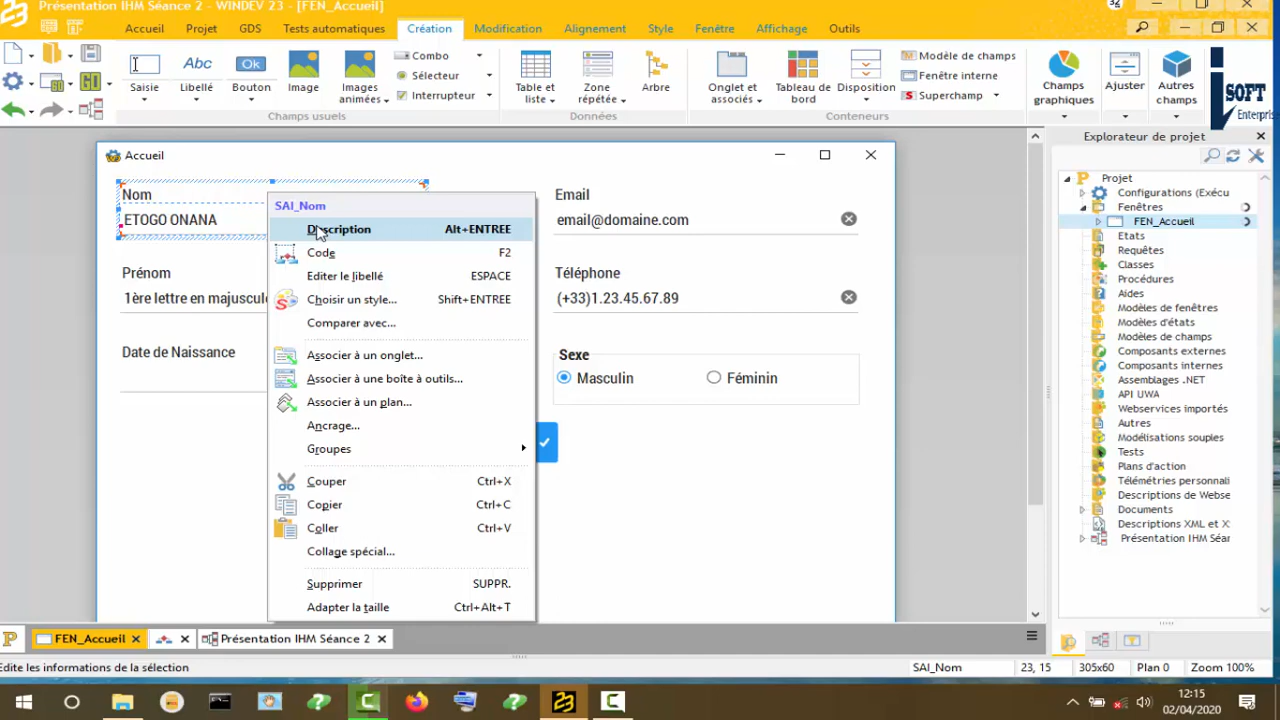 Présentation IHM Séance 2 - WINDEV 23 - [FEN_Accueil]
32
23
Accueil
Projet
GDS
Tests automatiques
Création
Modification
Alignement
Style
Fenêtre
Affichage
Outils
Saisie
Abc
Libellé
Ok
Bouton
Image
Images animées
Combo
Sélecteur
Interrupteur
Champs usuels
Table et liste
Zone répétée
Arbre
Données
Onglet et associés
Tableau de bord
Disposition
Modèle de champs
Fenêtre interne
Superchamp
Conteneurs
Champs graphiques
Ajuster
Autres champs
SOFT
Enterprise
Accueil
Nom
ETOGO ONANA
Prénom
1ère lettre en majuscule
Date de Naissance
SAI_Nom
Description Alt+ENTREE
Code F2
Editer le libellé ESPACE
Choisir un style... Shift+ENTREE
Comparer avec...
Associer à un onglet...
Associer à une boîte à outils...
Associer à un plan...
Ancrage...
Groupes
Couper Ctrl+X
Copier Ctrl+C
Coller Ctrl+V
Collage spécial...
Supprimer SUPPR.
Adapter la taille Ctrl+Alt+T
Email
email@domaine.com
Téléphone
(+33)1.23.45.67.89
Sexe
Masculin
Féminin
Explorateur de projet
Projet
Configurations (Exécu
Fenêtres
FEN_Accueil
Etats
Requêtes
Classes
Procédures
Aides
Modèles de fenêtres
Modèles d'états
Modèles de champs
Composants externes
Composants internes
Assemblages .NET
API UWA
Webservices importés
Autres
Modélisations souples
Tests
Plans d'action
Télémétries personnali
Descriptions de Webse
Documents
Descriptions XML et X
Présentation IHM Séan
FEN_Accueil
Présentation IHM Séance 2
Edite les informations de la sélection
SAI_Nom
23, 15
305x60
Plan 0
Zoom 100%
23
12:15
02/04/2020